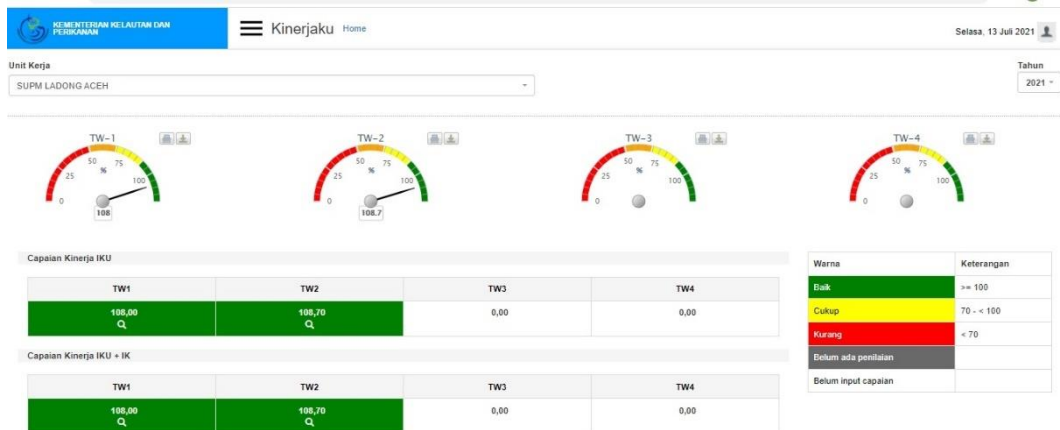 KEMENTERIAN KELAUTAN DAN
PERIKANAN
Kinerjaku Home
Selasa, 13 Juli 2021
Unit Kerja
Tahun
SUPM LADONG ACEH
2021
TW-1
0
25
50
75
100
%
108
TW-2
0
25
50
75
100
%
108.7
TW-3
0
25
50
75
100
%
TW-4
0
25
50
75
100
%
Capaian Kinerja IKU
TW1 TW2 TW3 TW4
108,00 108,70 0,00 0,00
Capaian Kinerja IKU + IK
TW1 TW2 TW3 TW4
108,00 108,70 0,00 0,00
Warna Keterangan
Baik >= 100
Cukup 70 - < 100
Kurang < 70
Belum ada penilaian
Belum input capaian